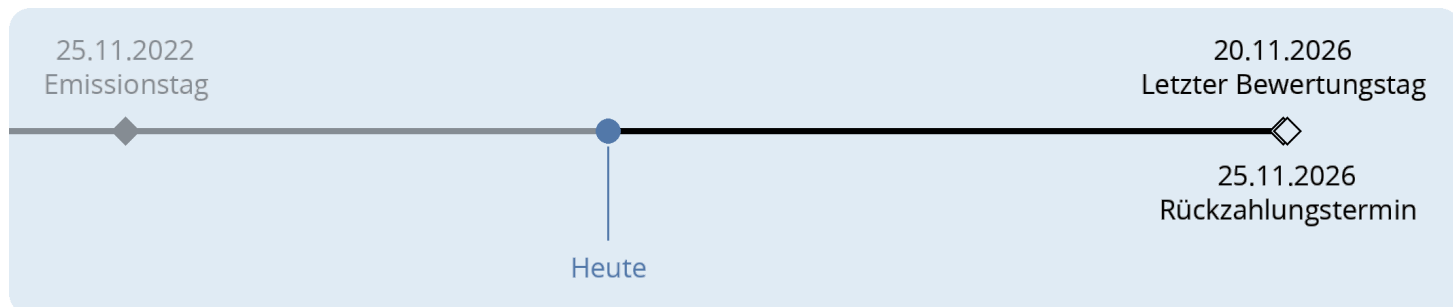 25.11.2022
Emissionstag
20.11.2026
Letzter Bewertungstag
25.11.2026
Rückzahlungstermin
Heute